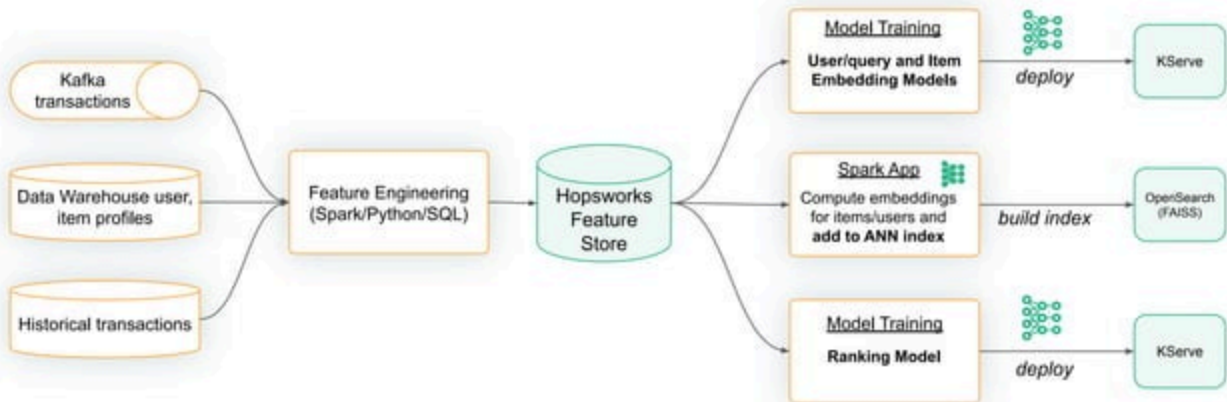 Kafka
transactions
Data Warehouse user,
item profiles
Historical transactions
Feature Engineering
(Spark/Python/SQL)
Hopsworks
Feature
Store
Model Training
User/query and Item
Embedding Models
deploy
KServe
Spark App
Compute embeddings
for items/users and
add to ANN index
build index
OpenSearch
(FAISS)
Model Training
Ranking Model
deploy
KServe